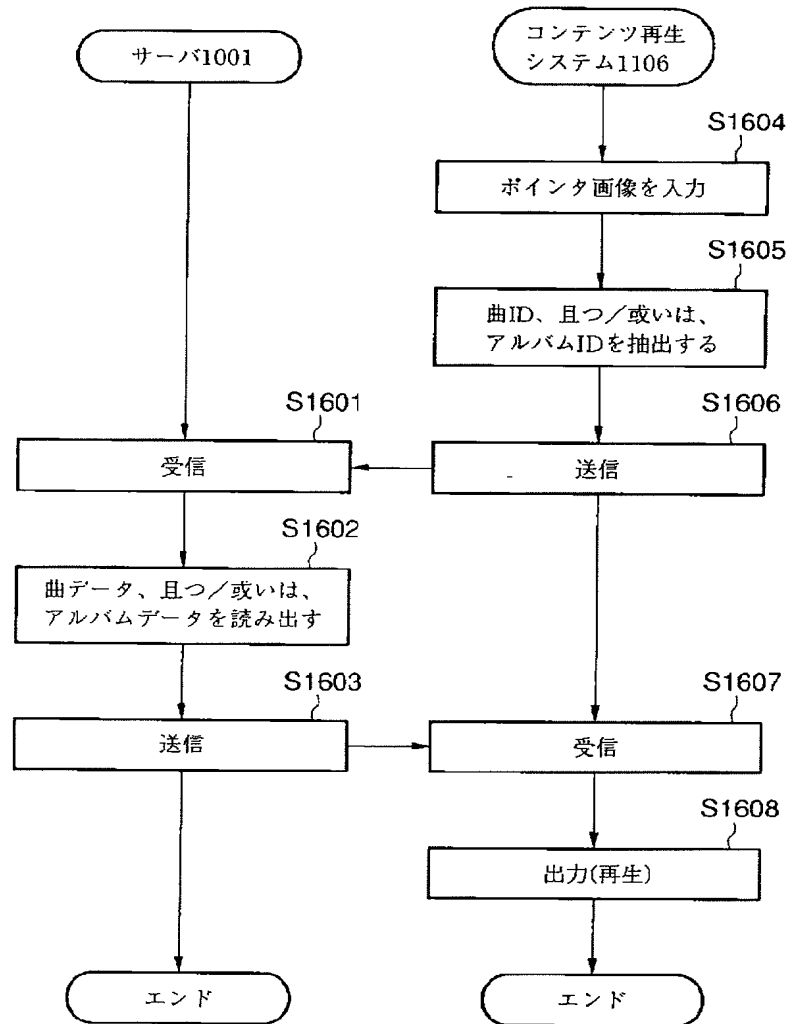 サーバ1001
コンテンツ再生
システム1106
S1604
ポインタ画像を入力
S1605
曲ID、且つ／或いは、
アルバムIDを抽出する
S1601
受信
S1606
送信
S1602
曲データ、且つ／或いは、
アルバムデータを読み出す
S1603
送信
S1607
受信
S1608
出力(再生)
エンド
エンド